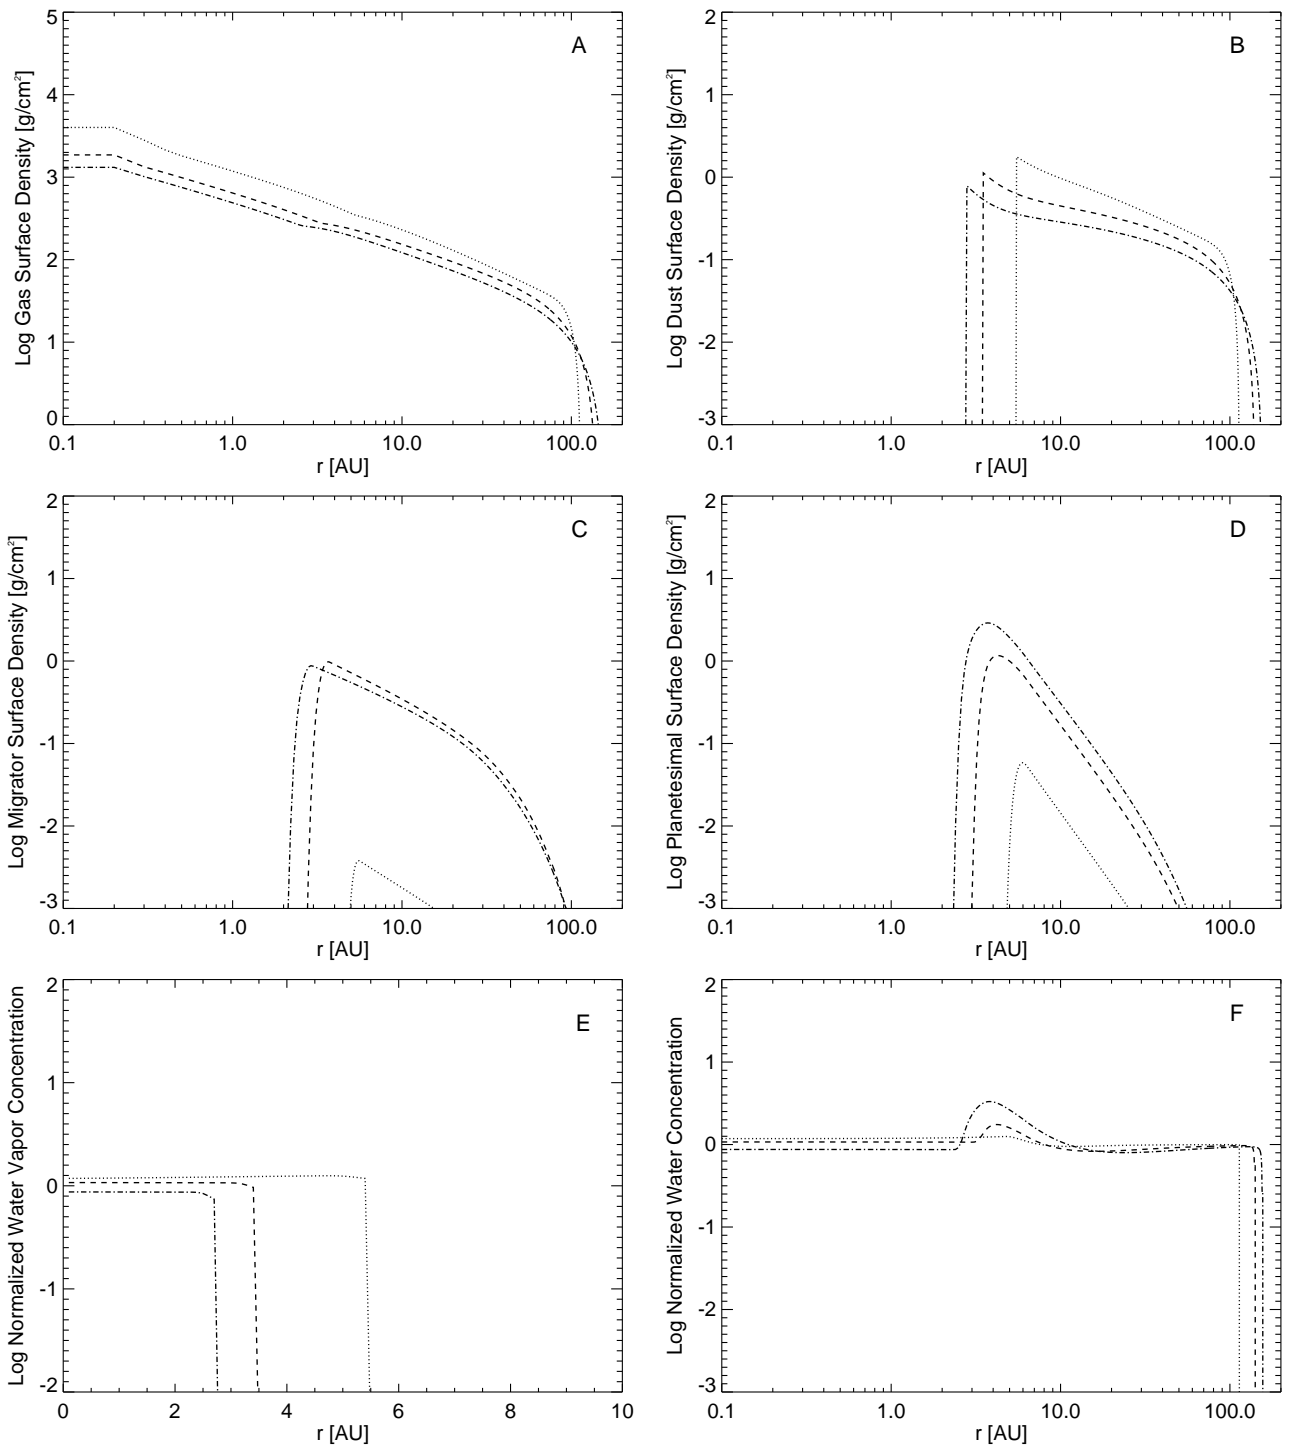 A
Log Gas Surface Density [g/cm²]
5
4
3
2
1
0
0.1 1.0 10.0 100.0
r [AU]
B
Log Dust Surface Density [g/cm²]
2
1
0
-1
-2
-3
0.1 1.0 10.0 100.0
r [AU]
C
Log Migrator Surface Density [g/cm²]
2
1
0
-1
-2
-3
0.1 1.0 10.0 100.0
r [AU]
D
Log Planetesimal Surface Density [g/cm²]
2
1
0
-1
-2
-3
0.1 1.0 10.0 100.0
r [AU]
E
Log Normalized Water Vapor Concentration
2
1
0
-1
-2
0 2 4 6 8 10
r [AU]
F
Log Normalized Water Concentration
2
1
0
-1
-2
-3
0.1 1.0 10.0 100.0
r [AU]